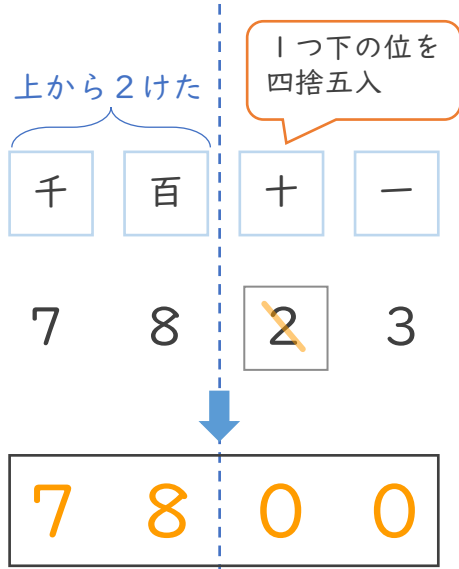 1つ下の位を
四捨五入
上から2けた
千 百 十 一
7 8 2 3
7 8 0 0